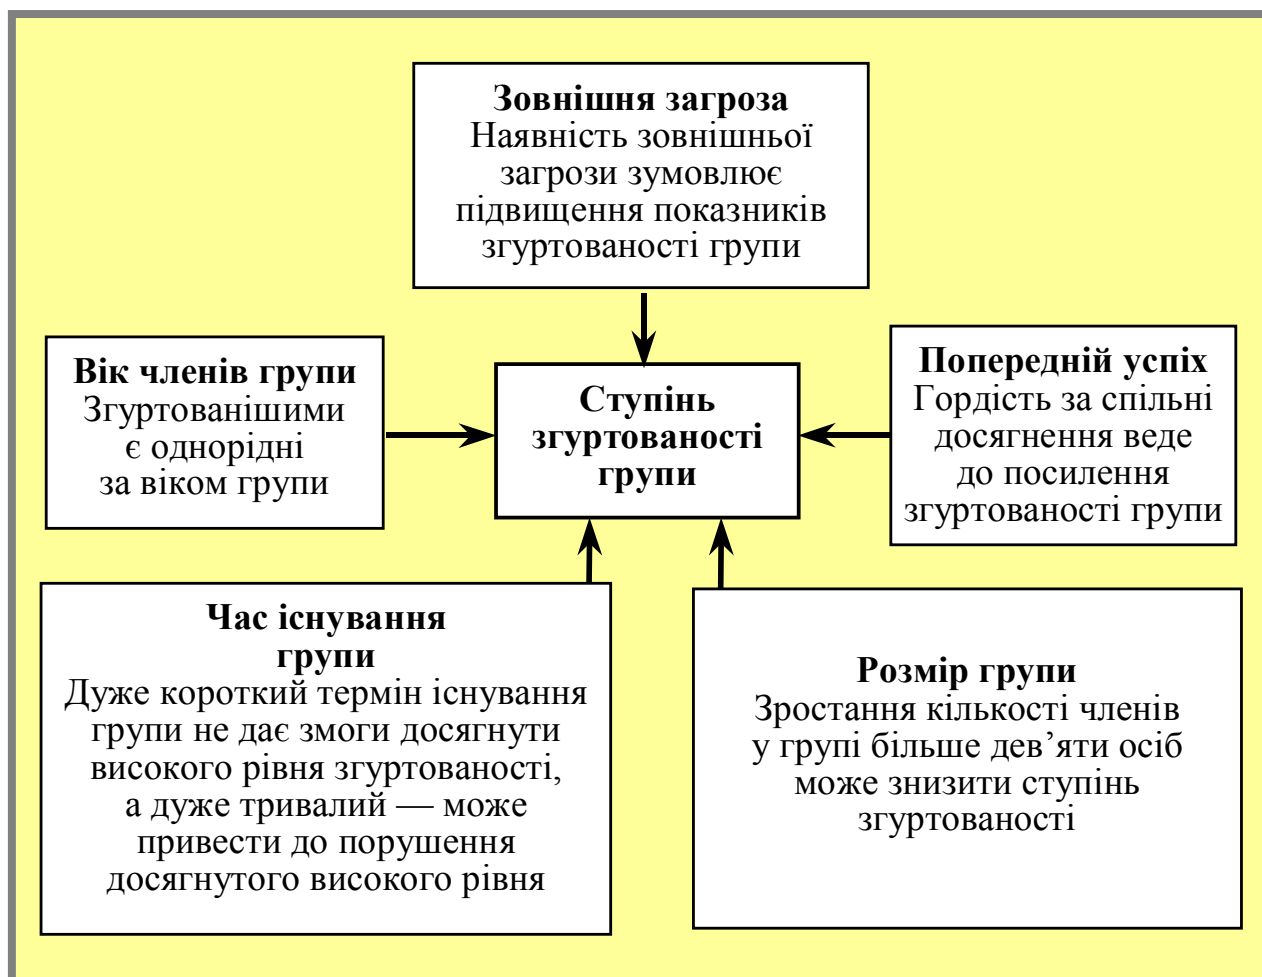 Зовнішня загроза
Наявність зовнішньої
загрози зумовлює
підвищення показників
згуртованості групи
Вік членів групи
Згуртованішими
є однорідні
за віком групи
Ступінь
згуртованості
групи
Попередній успіх
Гордість за спільні
досягнення веде
до посилення
згуртованості групи
Час існування
групи
Дуже короткий термін існування
групи не дає змоги досягнути
високого рівня згуртованості,
а дуже тривалий — може
привести до порушення
досягнутого високого рівня
Розмір групи
Зростання кількості членів
у групі більше дев’яти осіб
може знизити ступінь
згуртованості